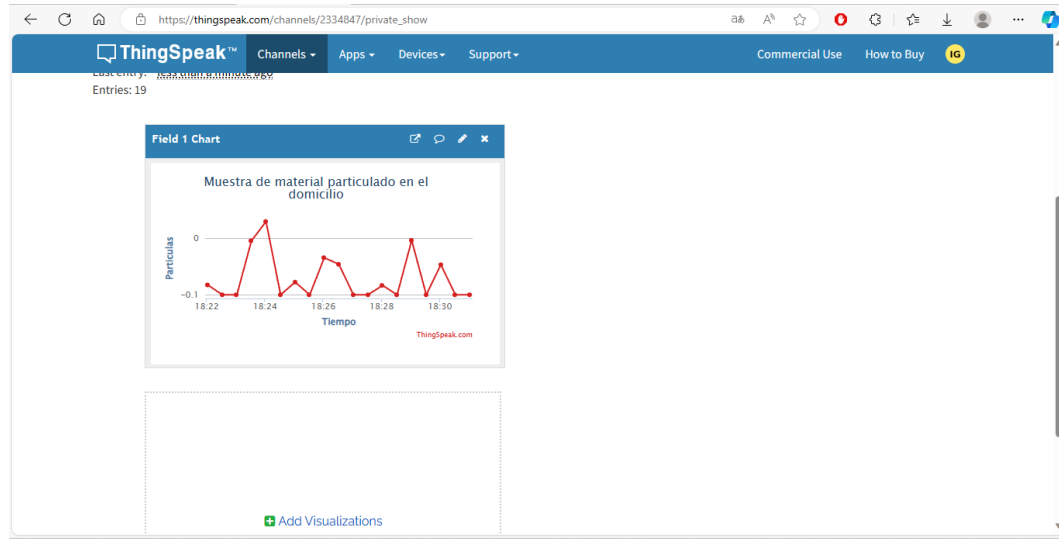 https://thingspeak.com/channels/2334847/private_show
ThingSpeak™ Channels Apps Devices Support Commercial Use How to Buy IG
Last entry: less than a minute ago
Entries: 19
Field 1 Chart
Muestra de material particulado en el
domicilio
Particulas
0
-0.1
18:22 18:24 18:26 18:28 18:30
Tiempo
ThingSpeak.com
Add Visualizations